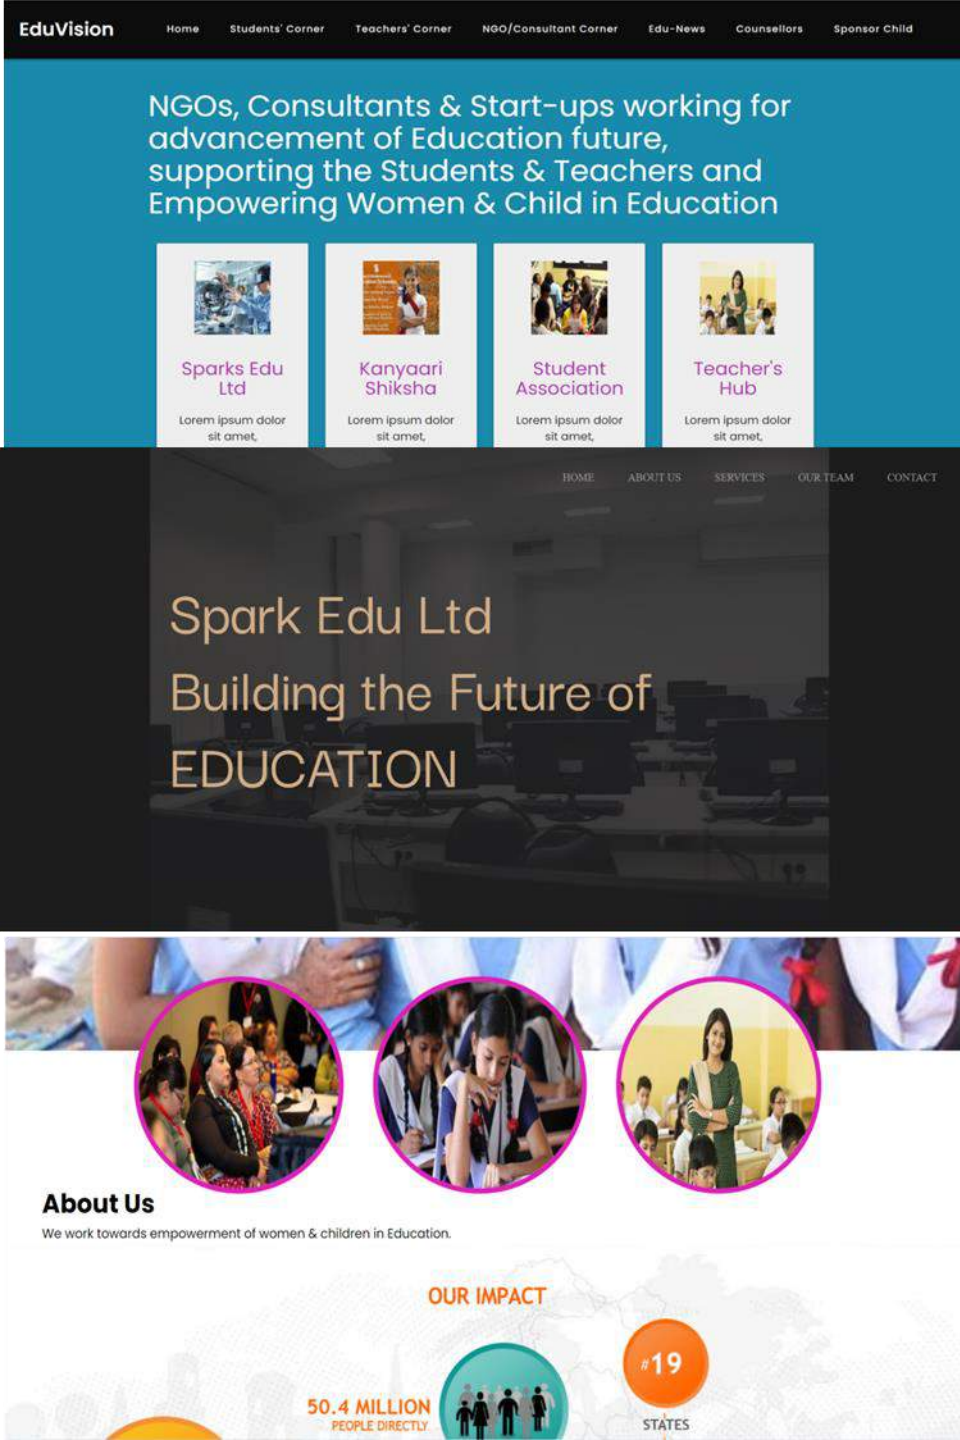 EduVision
Home Students' Corner Teachers' Corner NGO/Consultant Corner Edu-News Counsellors Sponsor Child
NGOs, Consultants & Start-ups working for
advancement of Education future,
supporting the Students & Teachers and
Empowering Women & Child in Education
Sparks Edu
Ltd
Lorem ipsum dolor
sit amet,
Kanyaari
Shiksha
Lorem ipsum dolor
sit amet,
Student
Association
Lorem ipsum dolor
sit amet,
Teacher's
Hub
Lorem ipsum dolor
sit amet,
HOME ABOUT US SERVICES OUR TEAM CONTACT
Spark Edu Ltd
Building the Future of
EDUCATION
About Us
We work towards empowerment of women & children in Education.
OUR IMPACT
50.4 MILLION
PEOPLE DIRECTLY
#19
STATES